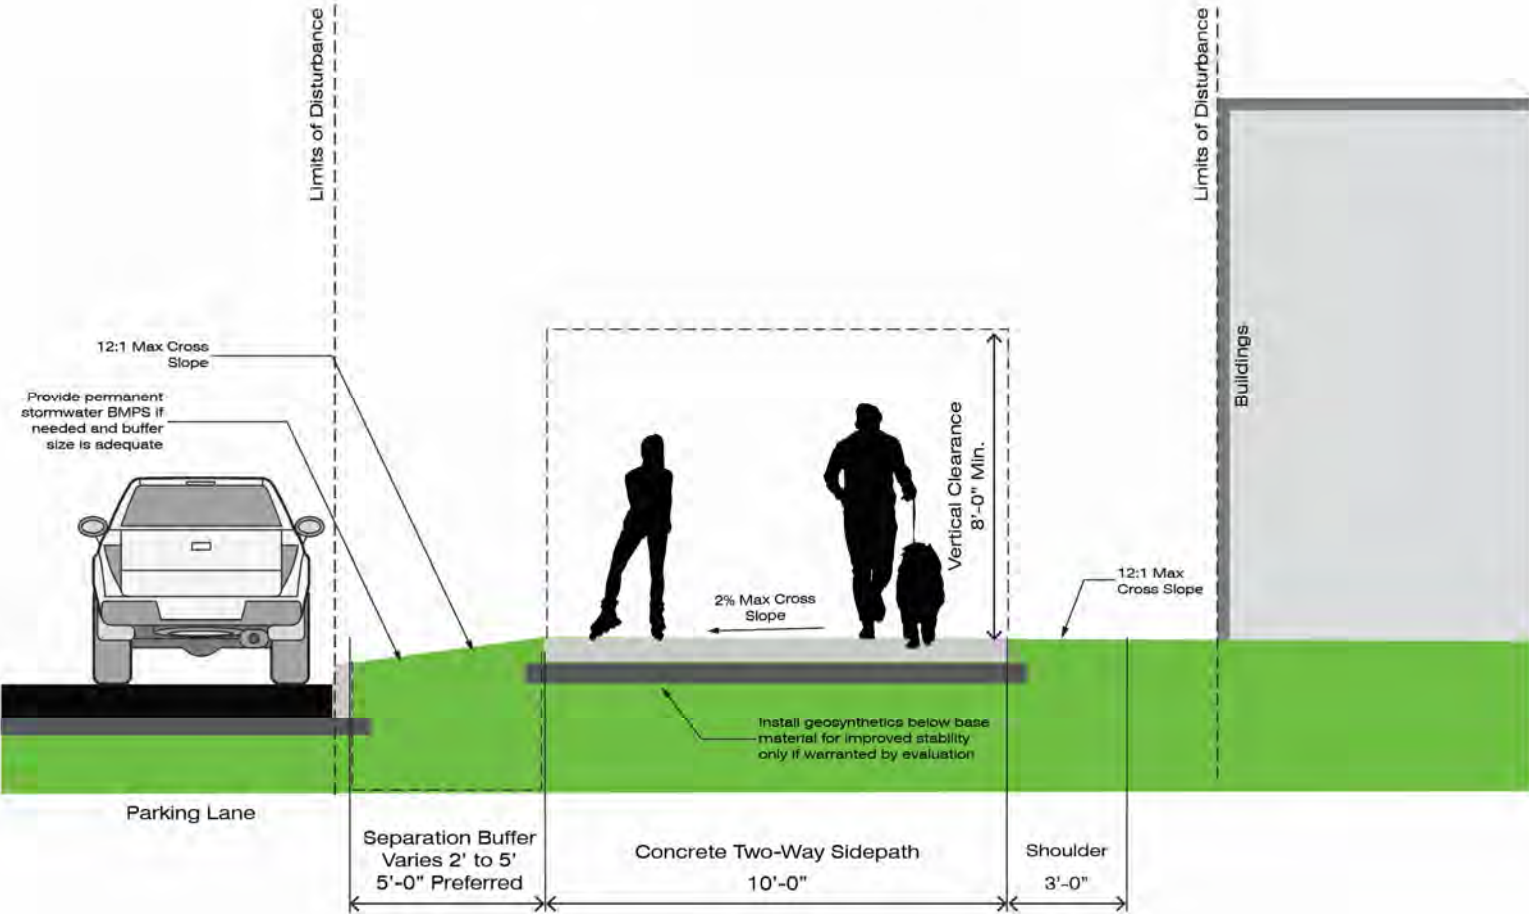 Limits of Disturbance
Limits of Disturbance
12:1 Max Cross
Slope
Provide permanent
stormwater BMPS if
needed and buffer
size is adequate
Buildings
Vertical Clearance
8'-0" Min.
12:1 Max
Cross Slope
2% Max Cross
Slope
Install geosynthetics below base
material for improved stability
only if warranted by evaluation
Parking Lane
Separation Buffer
Varies 2' to 5'
5'-0" Preferred
Concrete Two-Way Sidepath
10'-0"
Shoulder
3'-0"